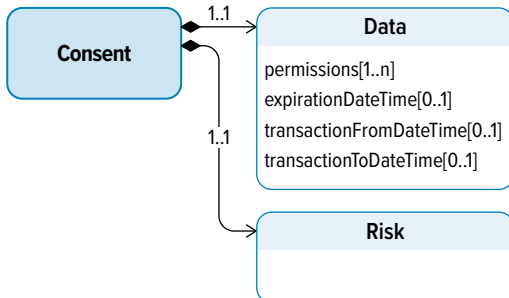 Consent
1..1
Data
permissions[1..n]
expirationDateTime[0..1]
transactionFromDateTime[0..1]
transactionToDateTime[0..1]
1..1
Risk